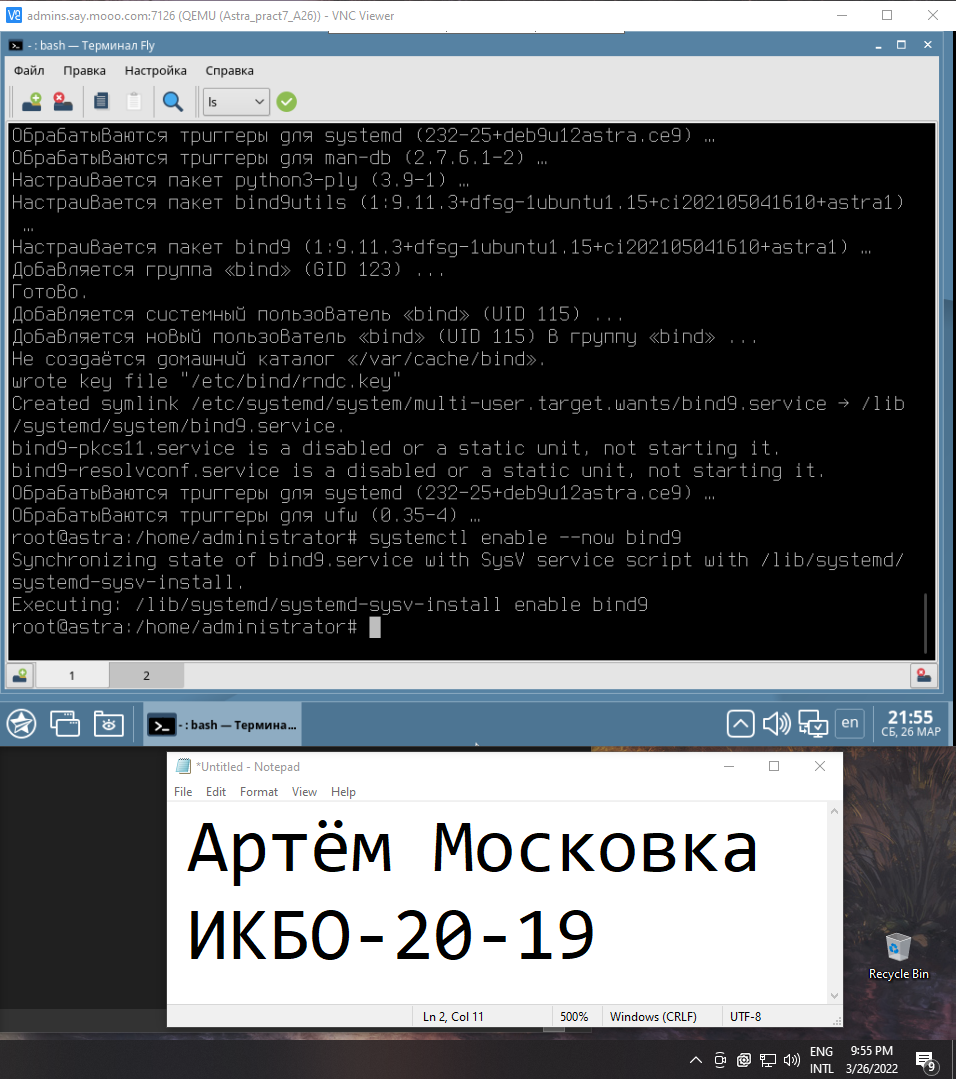 admins.say.mooo.com:7126 (QEMU (Astra_pract7_A26)) - VNC Viewer
- : bash — Терминал Fly
Файл Правка Настройка Справка
ls
Обрабатываются триггеры для systemd (232-25+deb9u12astra.ce9) …
Обрабатываются триггеры для man-db (2.7.6.1-2) …
Настраивается пакет python3-ply (3.9-1) …
Настраивается пакет bind9utils (1:9.11.3+dfsg-1ubuntu1.15+ci202105041610+astra1)
…
Настраивается пакет bind9 (1:9.11.3+dfsg-1ubuntu1.15+ci202105041610+astra1) …
Добавляется группа «bind» (GID 123) ...
Готово.
Добавляется системный пользователь «bind» (UID 115) ...
Добавляется новый пользователь «bind» (UID 115) в группу «bind» ...
Не создаётся домашний каталог «/var/cache/bind».
wrote key file "/etc/bind/rndc.key"
Created symlink /etc/systemd/system/multi-user.target.wants/bind9.service → /lib
/systemd/system/bind9.service.
bind9-pkcs11.service is a disabled or a static unit, not starting it.
bind9-resolvconf.service is a disabled or a static unit, not starting it.
Обрабатываются триггеры для systemd (232-25+deb9u12astra.ce9) …
Обрабатываются триггеры для ufw (0.35-4) …
root@astra:/home/administrator# systemctl enable --now bind9
Synchronizing state of bind9.service with SysV service script with /lib/systemd/
systemd-sysv-install.
Executing: /lib/systemd/systemd-sysv-install enable bind9
root@astra:/home/administrator#
1 2
- : bash — Термина... en 21:55
СБ, 26 МАР
*Untitled - Notepad
File Edit Format View Help
Артём Московка
ИКБО-20-19
Recycle Bin
Ln 2, Col 11 500% Windows (CRLF) UTF-8
ENG 9:55 PM
INTL 3/26/2022 9